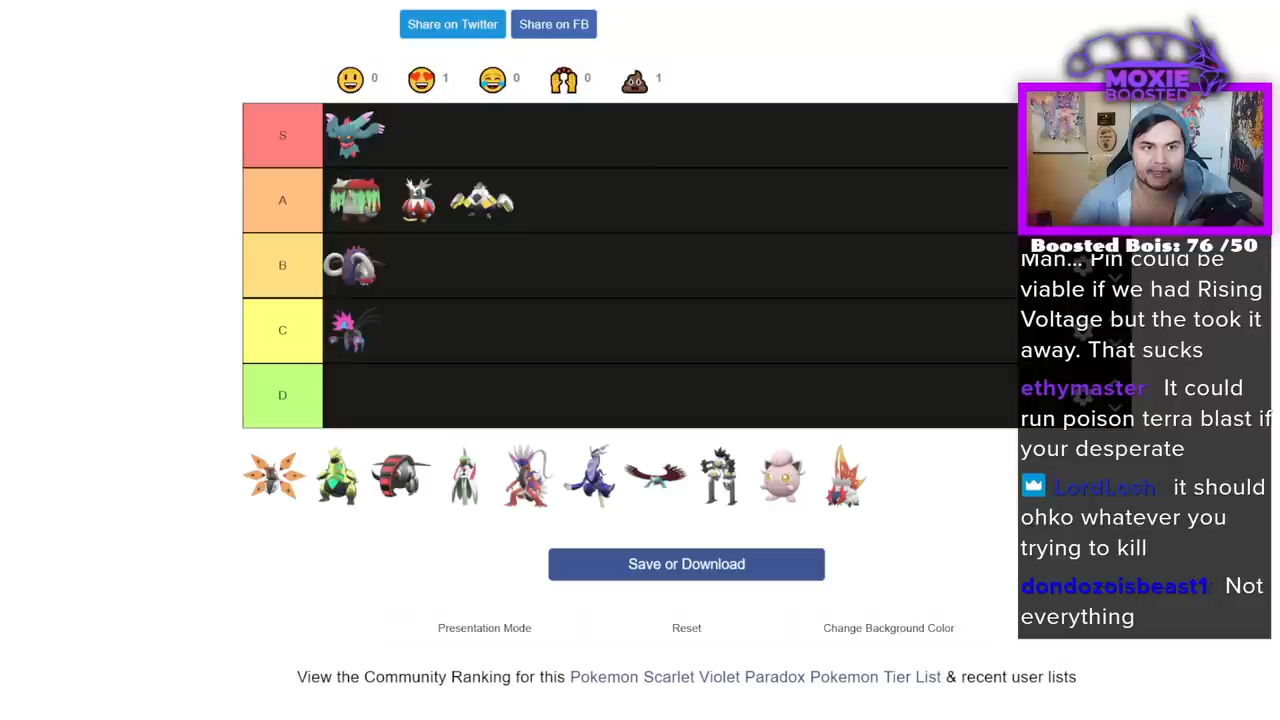 Share on Twitter
Share on FB
0
1
0
0
1
MOXIE
BOOSTED
S
A
B
C
D
Boosted Bois: 76 /50
Man... Pin could be
viable if we had Rising
Voltage but the took it
away. That sucks
ethymaster: It could
run poison terra blast if
your desperate
LordLosh: it should
ohko whatever you
trying to kill
dondozoisbeast1: Not
everything
Save or Download
Presentation Mode
Reset
Change Background Color
View the Community Ranking for this Pokemon Scarlet Violet Paradox Pokemon Tier List & recent user lists